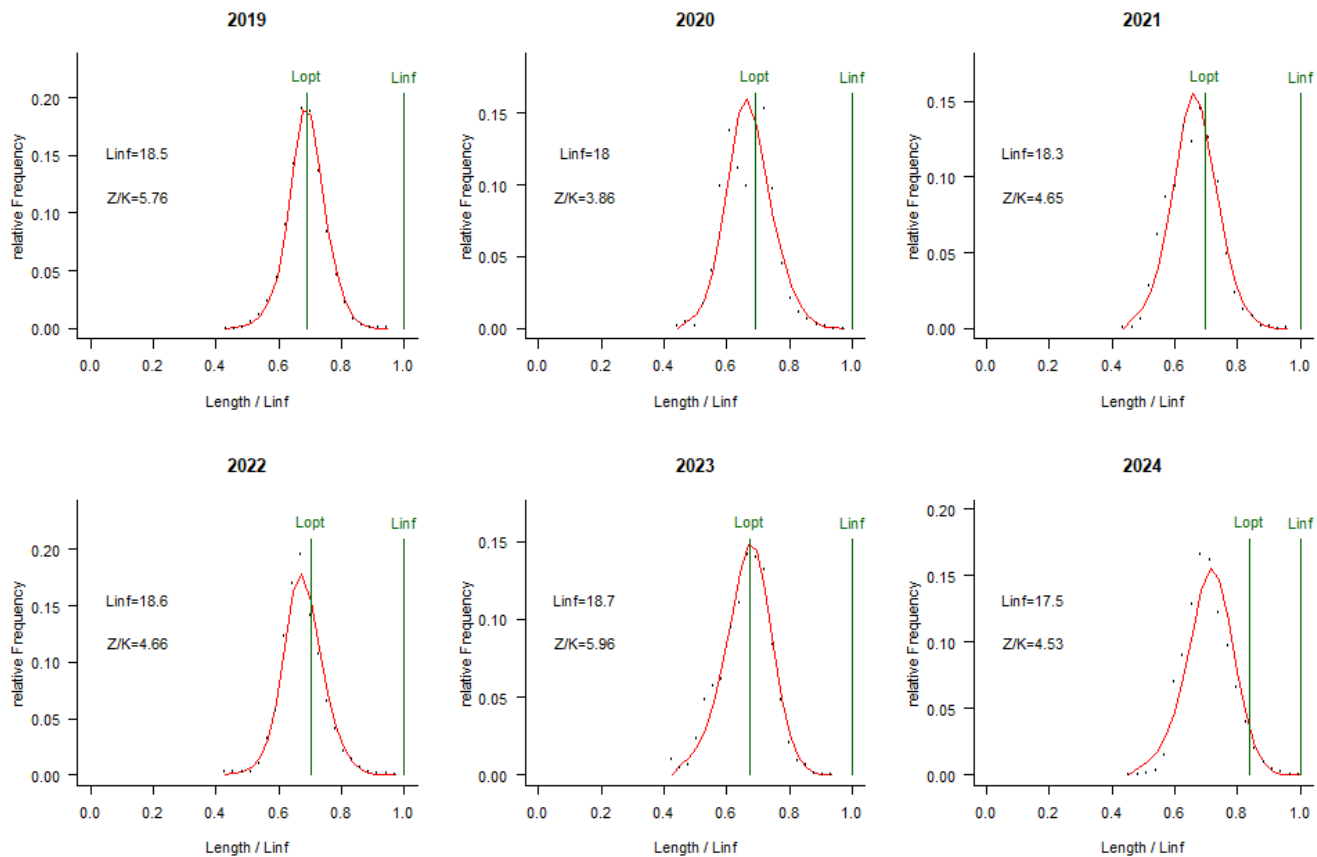 2019
Lopt
Linf
0.20
0.15
0.10
0.05
0.00
relative Frequency
Linf=18.5
Z/K=5.76
0.0 0.2 0.4 0.6 0.8 1.0
Length / Linf
2020
Lopt
Linf
0.15
0.10
0.05
0.00
relative Frequency
Linf=18
Z/K=3.86
0.0 0.2 0.4 0.6 0.8 1.0
Length / Linf
2021
Lopt
Linf
0.15
0.10
0.05
0.00
relative Frequency
Linf=18.3
Z/K=4.65
0.0 0.2 0.4 0.6 0.8 1.0
Length / Linf
2022
Lopt
Linf
0.20
0.15
0.10
0.05
0.00
relative Frequency
Linf=18.6
Z/K=4.66
0.0 0.2 0.4 0.6 0.8 1.0
Length / Linf
2023
Lopt
Linf
0.15
0.10
0.05
0.00
relative Frequency
Linf=18.7
Z/K=5.96
0.0 0.2 0.4 0.6 0.8 1.0
Length / Linf
2024
Lopt
Linf
0.20
0.15
0.10
0.05
0.00
relative Frequency
Linf=17.5
Z/K=4.53
0.0 0.2 0.4 0.6 0.8 1.0
Length / Linf